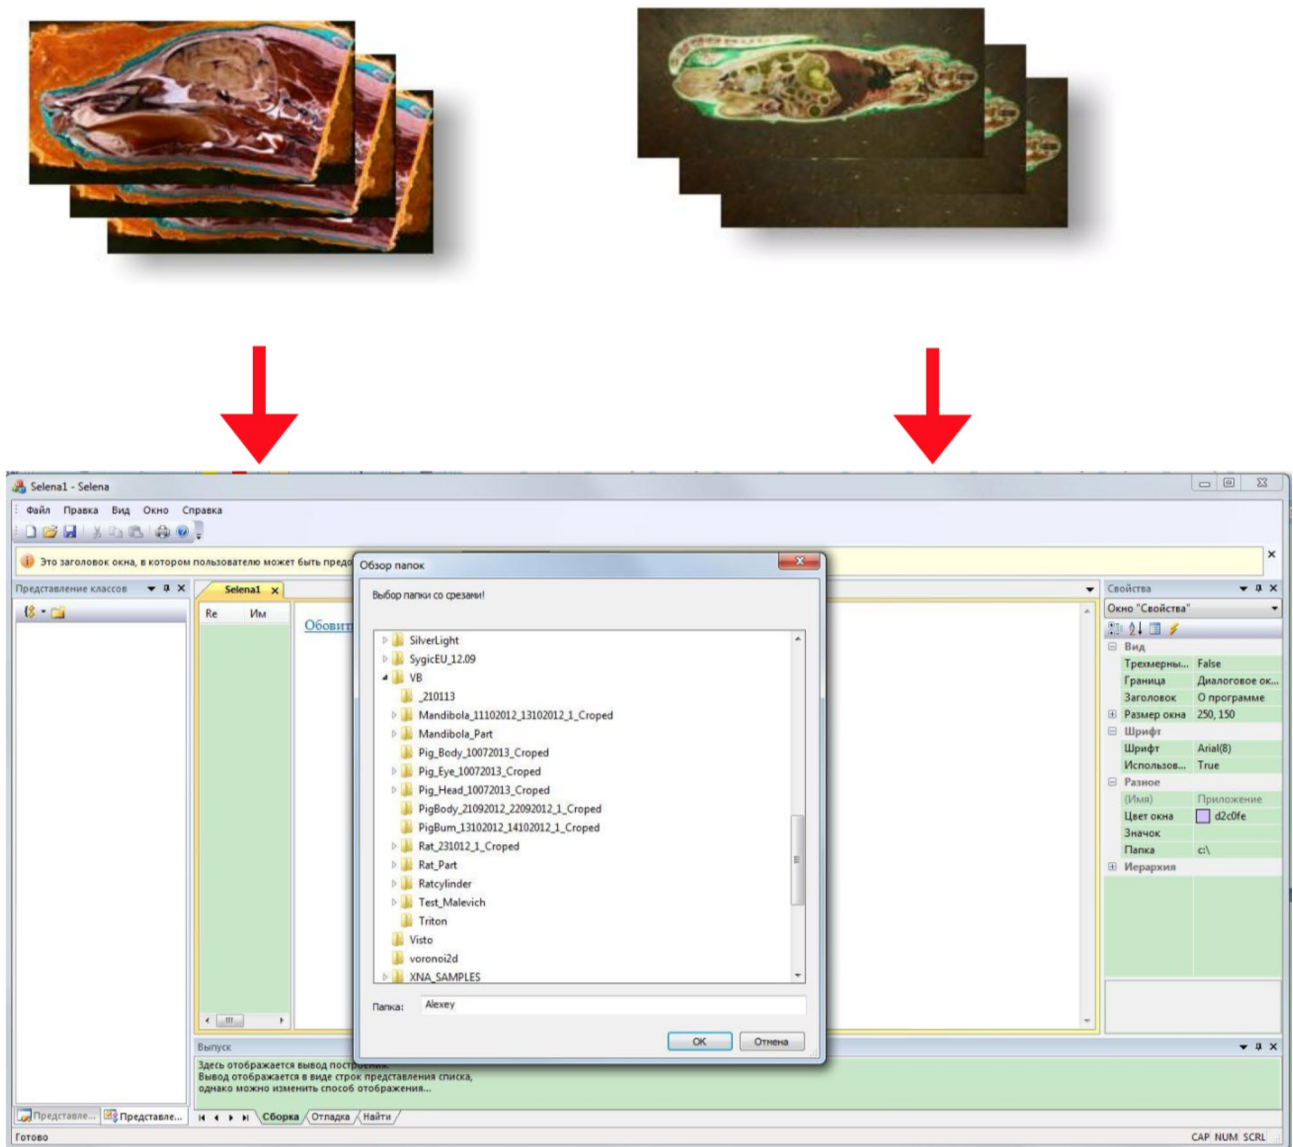 Selena1 - Selena
Файл Правка Вид Окно Справка
Это заголовок окна, в котором пользователю может быть предо
Представление классов
Selena1
Re Им
Обовит
Обзор папок
Выбор папки со срезами!
SilverLight
SygicEU_12.09
VB
_210113
Mandibola_11102012_13102012_1_Croped
Mandibola_Part
Pig_Body_10072013_Croped
Pig_Eye_10072013_Croped
Pig_Head_10072013_Croped
PigBody_21092012_22092012_1_Croped
PigBum_13102012_14102012_1_Croped
Rat_231012_1_Croped
Rat_Part
Ratcylinder
Test_Malevich
Triton
Visto
voronoi2d
XNA_SAMPLES
Папка: Alexey
OK Отмена
Свойства
Окно "Свойства"
Вид
Трехмерны... False
Граница Диалоговое ок...
Заголовок О программе
Размер окна 250, 150
Шрифт
Шрифт Arial(8)
Использов... True
Разное
(Имя) Приложение
Цвет окна d2c0fe
Значок
Папка c:\
Иерархия
Выпуск
Здесь отображается вывод построения.
Вывод отображается в виде строк представления списка,
однако можно изменить способ отображения...
Представле... Представле...
Сборка Отладка Найти
Готово
CAP NUM SCRL